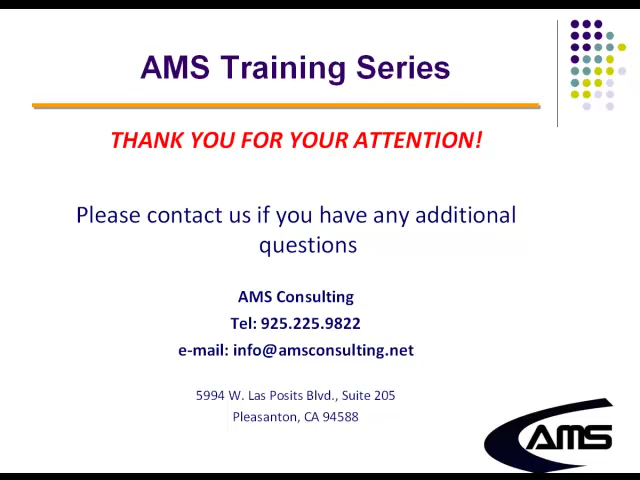 AMS Training Series
THANK YOU FOR YOUR ATTENTION!
Please contact us if you have any additional
questions
AMS Consulting
Tel: 925.225.9822
e-mail: info@amsconsulting.net
5994 W. Las Posits Blvd., Suite 205
Pleasanton, CA 94588
AMS